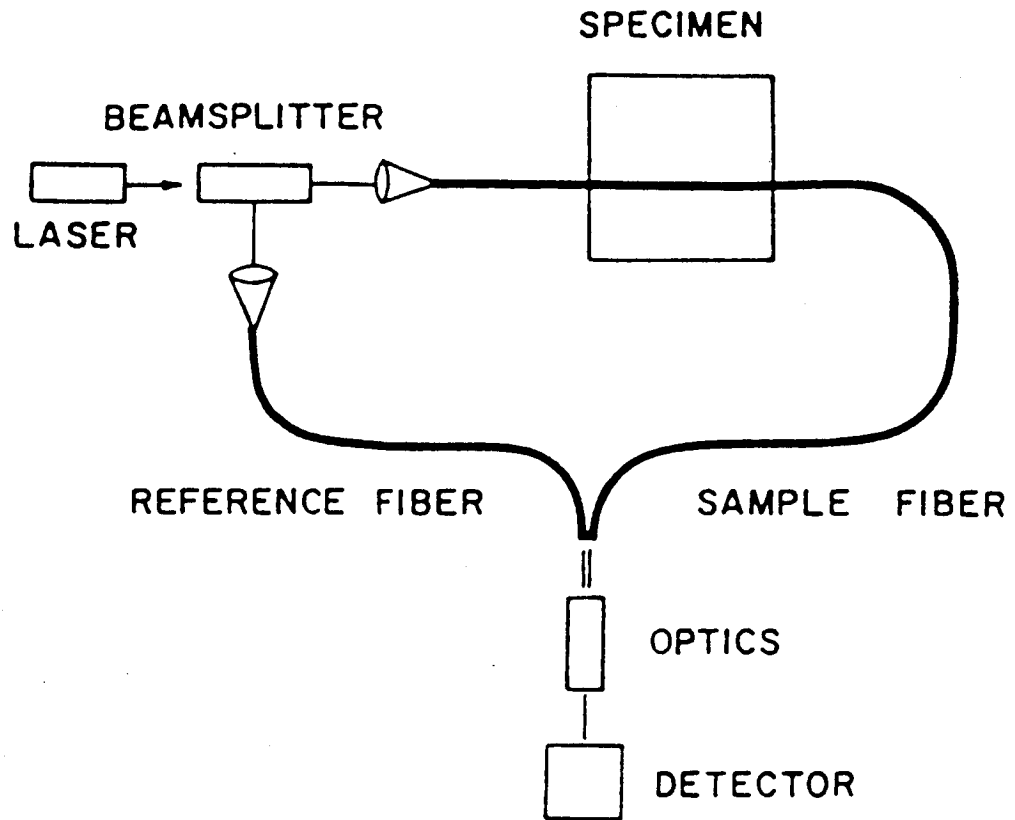 SPECIMEN
BEAMSPLITTER
LASER
REFERENCE FIBER
SAMPLE FIBER
OPTICS
DETECTOR